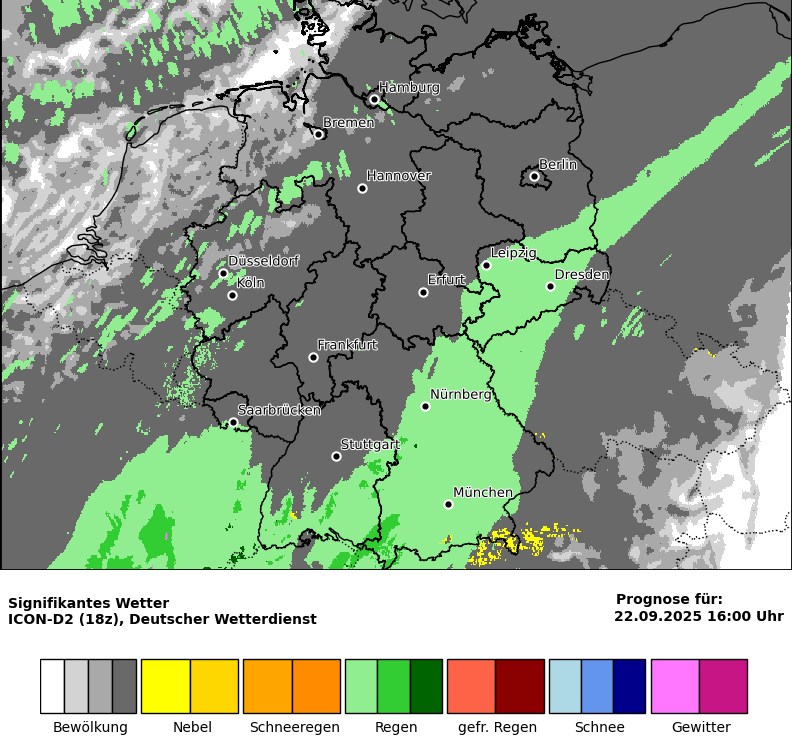 Hamburg
Bremen
Berlin
Hannover
Leipzig
Düsseldorf
Dresden
Köln
Erfurt
Frankfurt
Nürnberg
Saarbrücken
Stuttgart
München
Signifikantes Wetter
ICON-D2 (18z), Deutscher Wetterdienst
Prognose für:
22.09.2025 16:00 Uhr
Bewölkung Nebel Schneeregen Regen gefr. Regen Schnee Gewitter